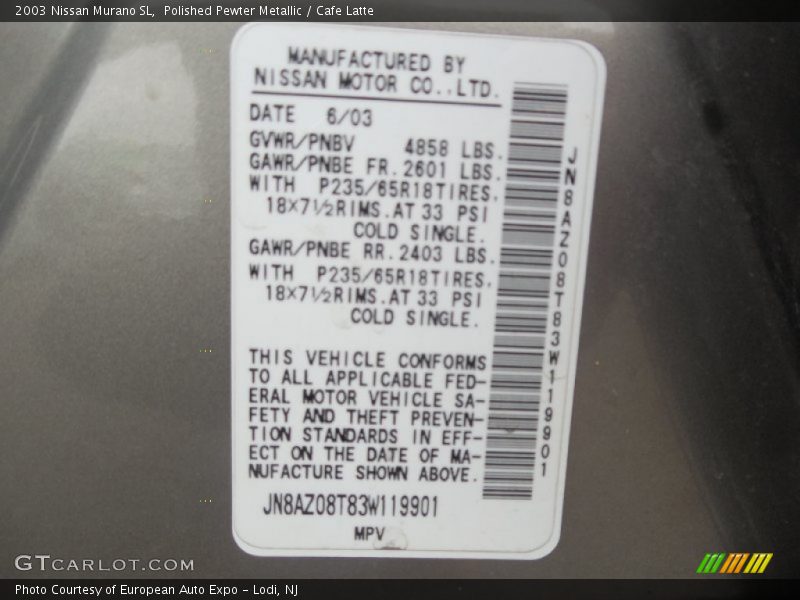 2003 Nissan Murano SL,  Polished Pewter Metallic / Cafe Latte
MANUFACTURED BY
NISSAN MOTOR CO.,LTD.
DATE 6/03
GVWR/PNBV 4858 LBS.
GAWR/PNBE FR. 2601 LBS.
WITH P235/65R18TIRES.
18×7½RIMS.AT 33 PSI
COLD SINGLE.
GAWR/PNBE RR. 2403 LBS.
WITH P235/65R18TIRES.
18×7½RIMS.AT 33 PSI
COLD SINGLE.
THIS VEHICLE CONFORMS
TO ALL APPLICABLE FED-
ERAL MOTOR VEHICLE SA-
FETY AND THEFT PREVEN-
TION STANDARDS IN EFF-
ECT ON THE DATE OF MA-
NUFACTURE SHOWN ABOVE.
JN8AZ08T83W119901
MPV
JN8AZ08T83W119901
GTCARLOT.COM
Photo Courtesy of European Auto Expo - Lodi, NJ